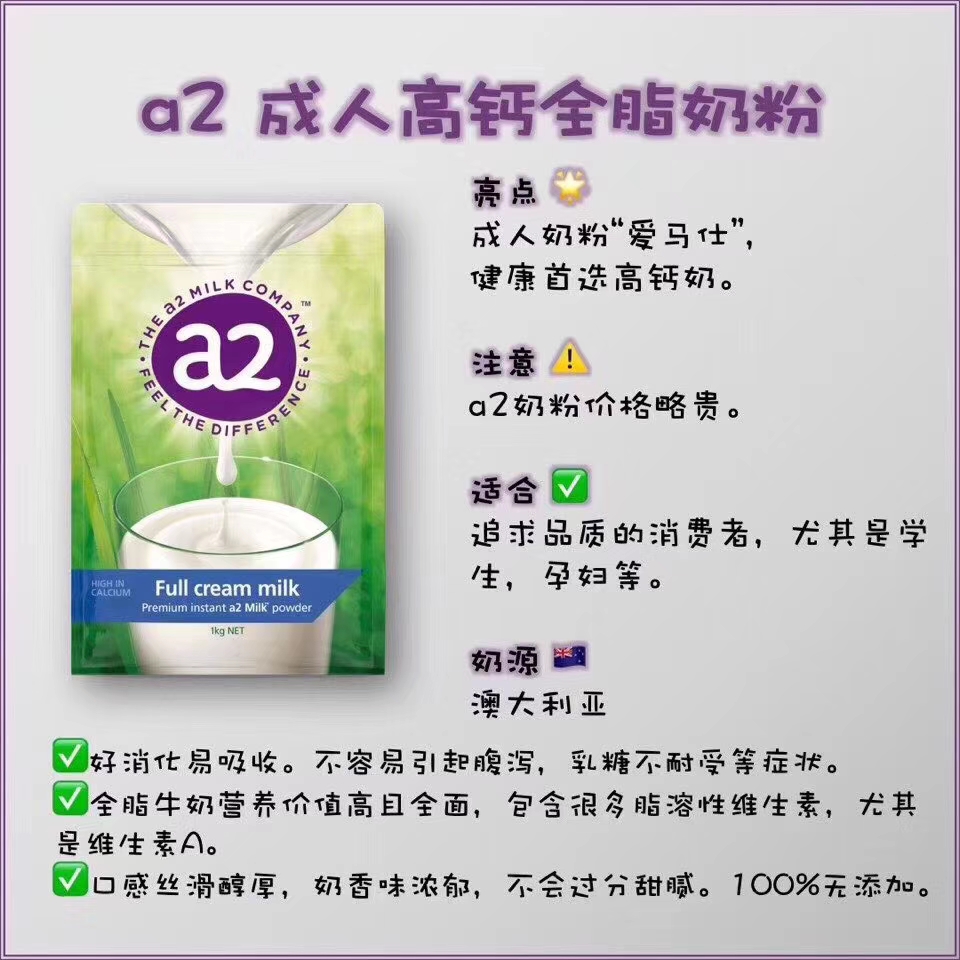 a2 成人高钙全脂奶粉
亮点
成人奶粉“爱马仕”,
健康首选高钙奶。
注意
a2奶粉价格略贵。
适合
追求品质的消费者，尤其是学
生，孕妇等。
奶源
澳大利亚
THE a2 MILK COMPANY™
a2
FEEL THE DIFFERENCE
HIGH IN
CALCIUM
Full cream milk
Premium instant a2 Milk® powder
1kg NET
好消化易吸收。不容易引起腹泻，乳糖不耐受等症状。
全脂牛奶营养价值高且全面，包含很多脂溶性维生素，尤其
是维生素A。
口感丝滑醇厚，奶香味浓郁，不会过分甜腻。100%无添加。